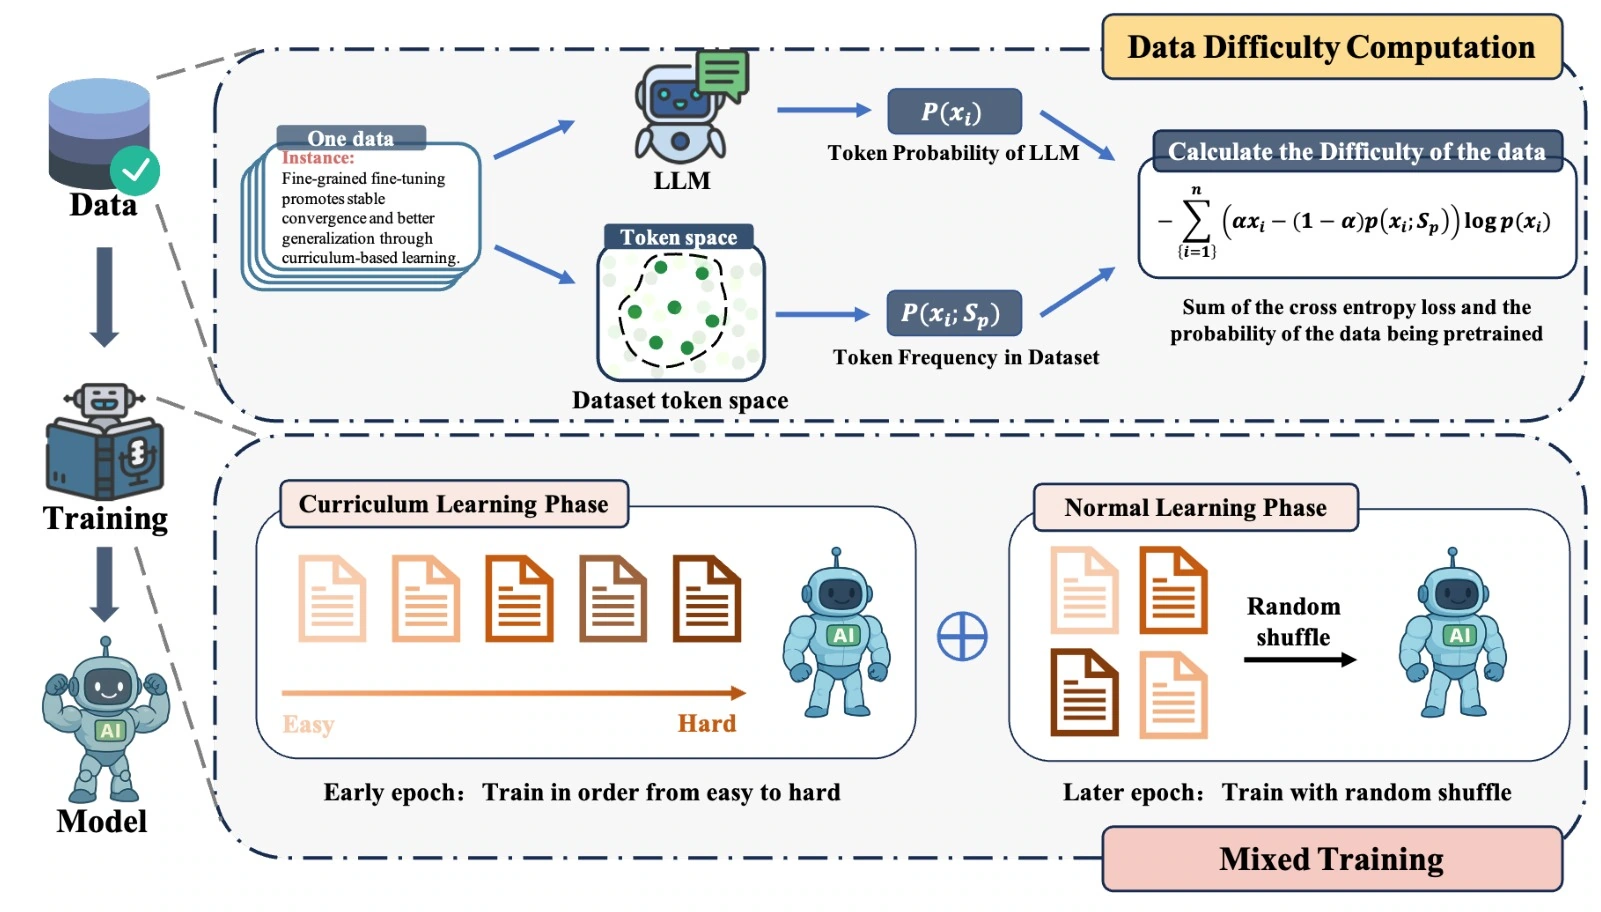 Data Difficulty Computation
Data
Training
Model
AI
One data
Instance:
Fine-grained fine-tuning
promotes stable
convergence and better
generalization through
curriculum-based learning.
LLM
P(x_i)
Token Probability of LLM
Token space
Dataset token space
P(x_i; S_p)
Token Frequency in Dataset
Calculate the Difficulty of the data
- \sum_{\{i=1\}}^{n} (αx_i - (1 - α)p(x_i; S_p)) log p(x_i)
Sum of the cross entropy loss and the
probability of the data being pretrained
Curriculum Learning Phase
Easy
Hard
AI
Early epoch: Train in order from easy to hard
Normal Learning Phase
Random
shuffle
AI
Later epoch: Train with random shuffle
Mixed Training